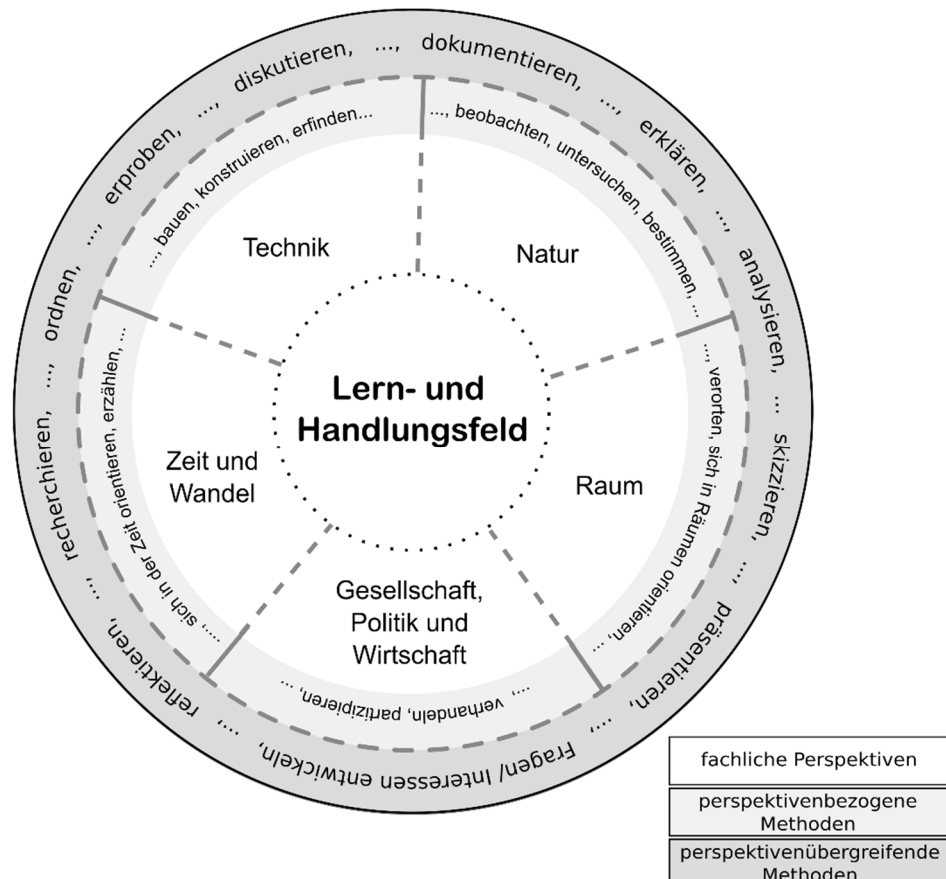 ..., dokumentieren, ..., erklären, ..., analysieren, ... skizzieren, ..., präsentieren, ..., Fragen/ Interessen entwickeln, ..., reflektieren, ..., recherchieren, ..., ordnen, ..., erproben, ..., diskutieren,
..., bauen, konstruieren, erfinden...
..., beobachten, untersuchen, bestimmen, ...
..., verorten, sich in Räumen orientieren, ...
..., verhandeln, partizipieren, ...
..., sich in der Zeit orientieren, erzählen, ...
Technik
Natur
Lern- und
Handlungsfeld
Zeit und
Wandel
Raum
Gesellschaft,
Politik und
Wirtschaft
fachliche Perspektiven
perspektivenbezogene
Methoden
perspektivenübergreifende
Methoden